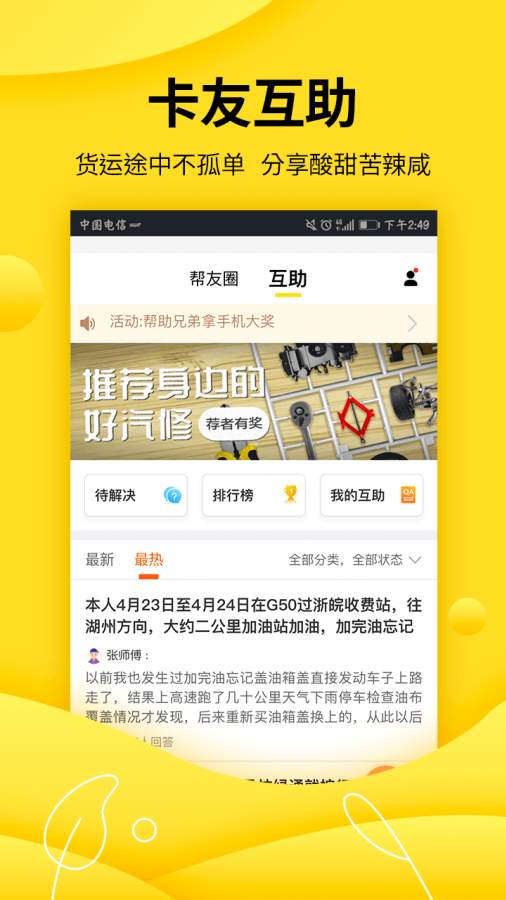 卡友互助
货运途中不孤单 分享酸甜苦辣咸
中国电信
4G
下午2:49
帮友圈 互助
活动:帮助兄弟拿手机大奖
推荐身边的
好汽修 荐者有奖
待解决 ? 排行榜 我的互助 QA
最新 最热 全部分类，全部状态
本人4月23日至4月24日在G50过浙皖收费站，往
湖州方向，大约二公里加油站加油，加完油忘记
张师傅：
以前我也发生过加完油忘记盖油箱盖直接发动车子上路
走了，结果上高速跑了几十公里天气下雨停车检查油布
覆盖情况才发现，后来重新买油箱盖换上的，从此以后
人回答